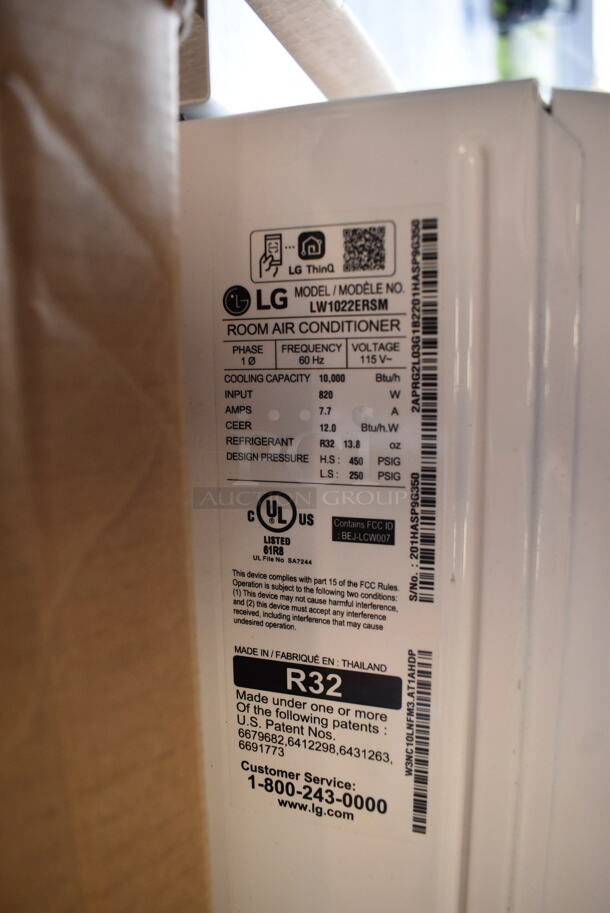 LG ThinQ
LG MODEL / MODÈLE NO.
LW1022ERSM
ROOM AIR CONDITIONER
PHASE FREQUENCY VOLTAGE
1 Ø 60 Hz 115 V~
COOLING CAPACITY 10,000 Btu/h
INPUT 820 W
AMPS 7.7 A
CEER 12.0 Btu/h.W
REFRIGERANT R32 13.8 oz
DESIGN PRESSURE H.S : 450 PSIG
L.S : 250 PSIG
AUCTION GROUP
C UL US
LISTED
61R8
UL File No SA7244
Contains FCC ID
: BEJ-LCW007
This device complies with part 15 of the FCC Rules.
Operation is subject to the following two conditions:
(1) This device may not cause harmful interference,
and (2) this device must accept any interference
received, including interference that may cause
undesired operation.
MADE IN / FABRIQUÉ EN : THAILAND
R32
Made under one or more
Of the following patents :
U.S. Patent Nos.
6679682,6412298,6431263,
6691773
Customer Service:
1-800-243-0000
www.lg.com
2APRG2L03G1B2201HASP9G350
S/No. : 201HASP9G350
W3NC10LNFM3.AT1AHDP